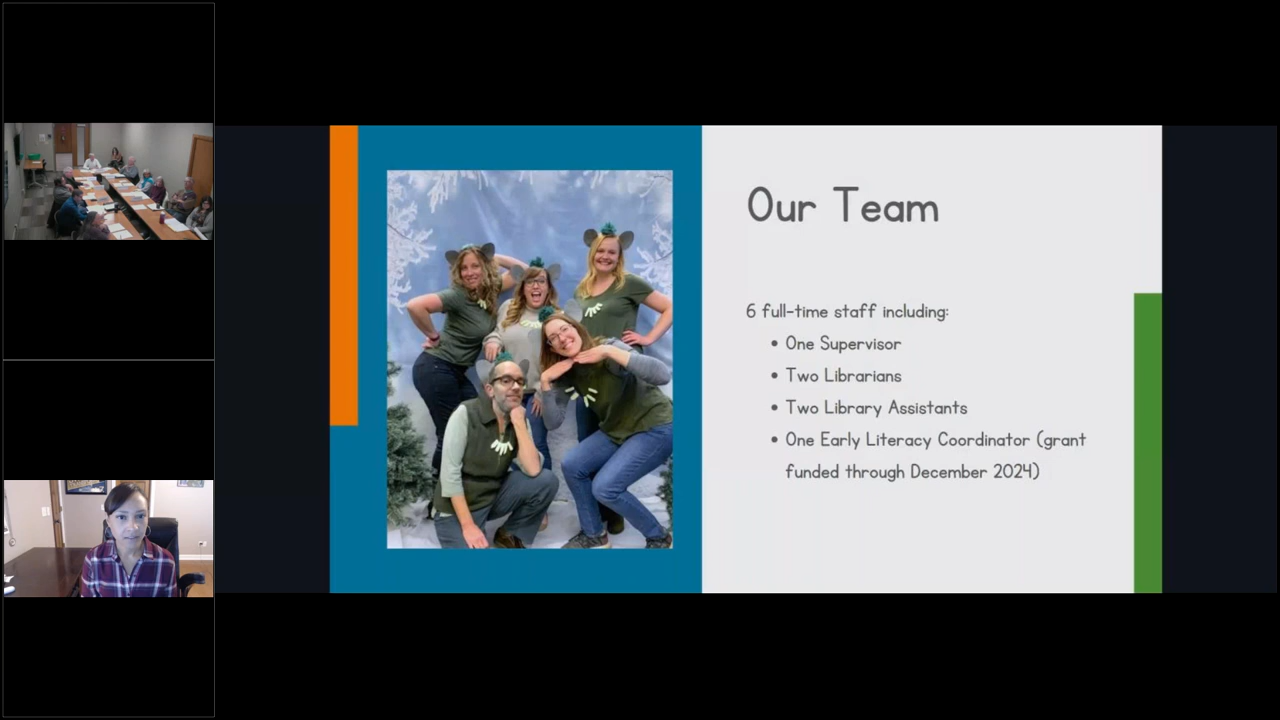 Our Team
6 full-time staff including:
• One Supervisor
• Two Librarians
• Two Library Assistants
• One Early Literacy Coordinator (grant
funded through December 2024)